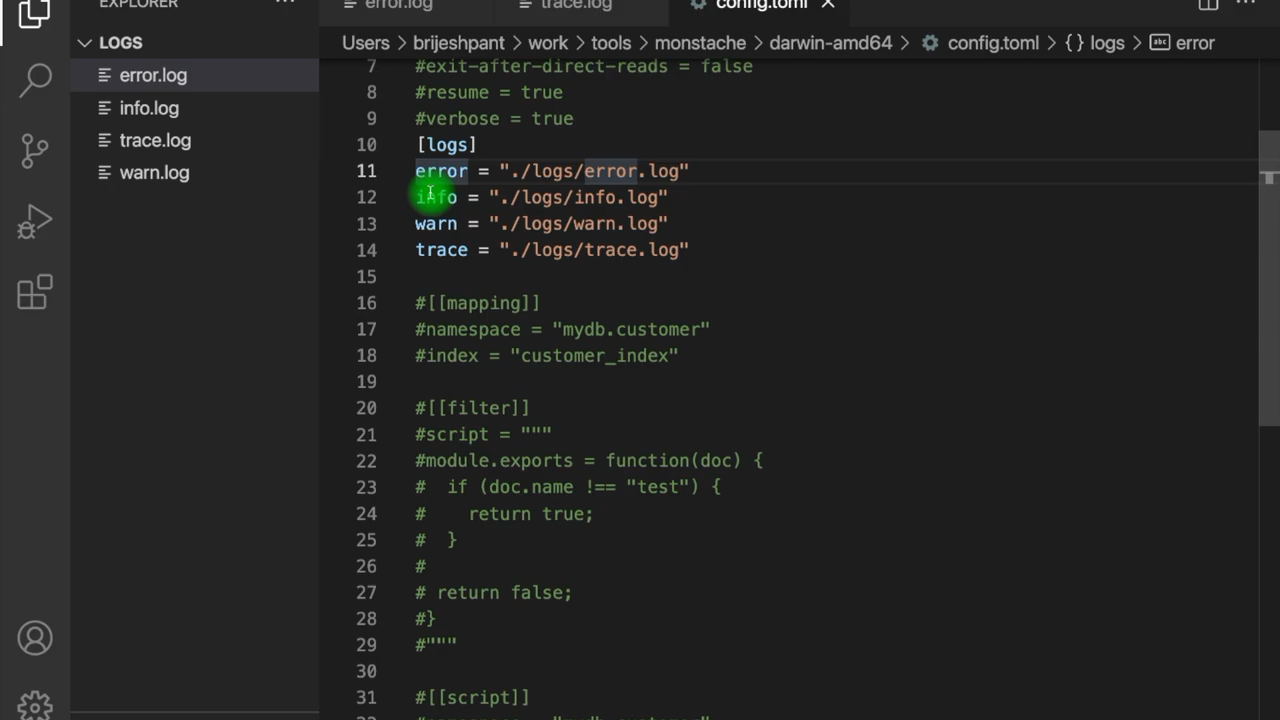 EXPLORER ...
error.log trace.log config.toml ×
LOGS
Users > brijeshpant > work > tools > monstache > darwin-amd64 > config.toml > {} logs > abc error
error.log
info.log
trace.log
warn.log
7 #exit-after-direct-reads = false
8 #resume = true
9 #verbose = true
10 [logs]
11 error = "./logs/error.log"
12 info = "./logs/info.log"
13 warn = "./logs/warn.log"
14 trace = "./logs/trace.log"
15
16 #[[mapping]]
17 #namespace = "mydb.customer"
18 #index = "customer_index"
19
20 #[[filter]]
21 #script = """
22 #module.exports = function(doc) {
23 #  if (doc.name !== "test") {
24 #    return true;
25 #  }
26 #
27 # return false;
28 #}
29 #"""
30
31 #[[script]]
32 #namespace = "mydb.customer"